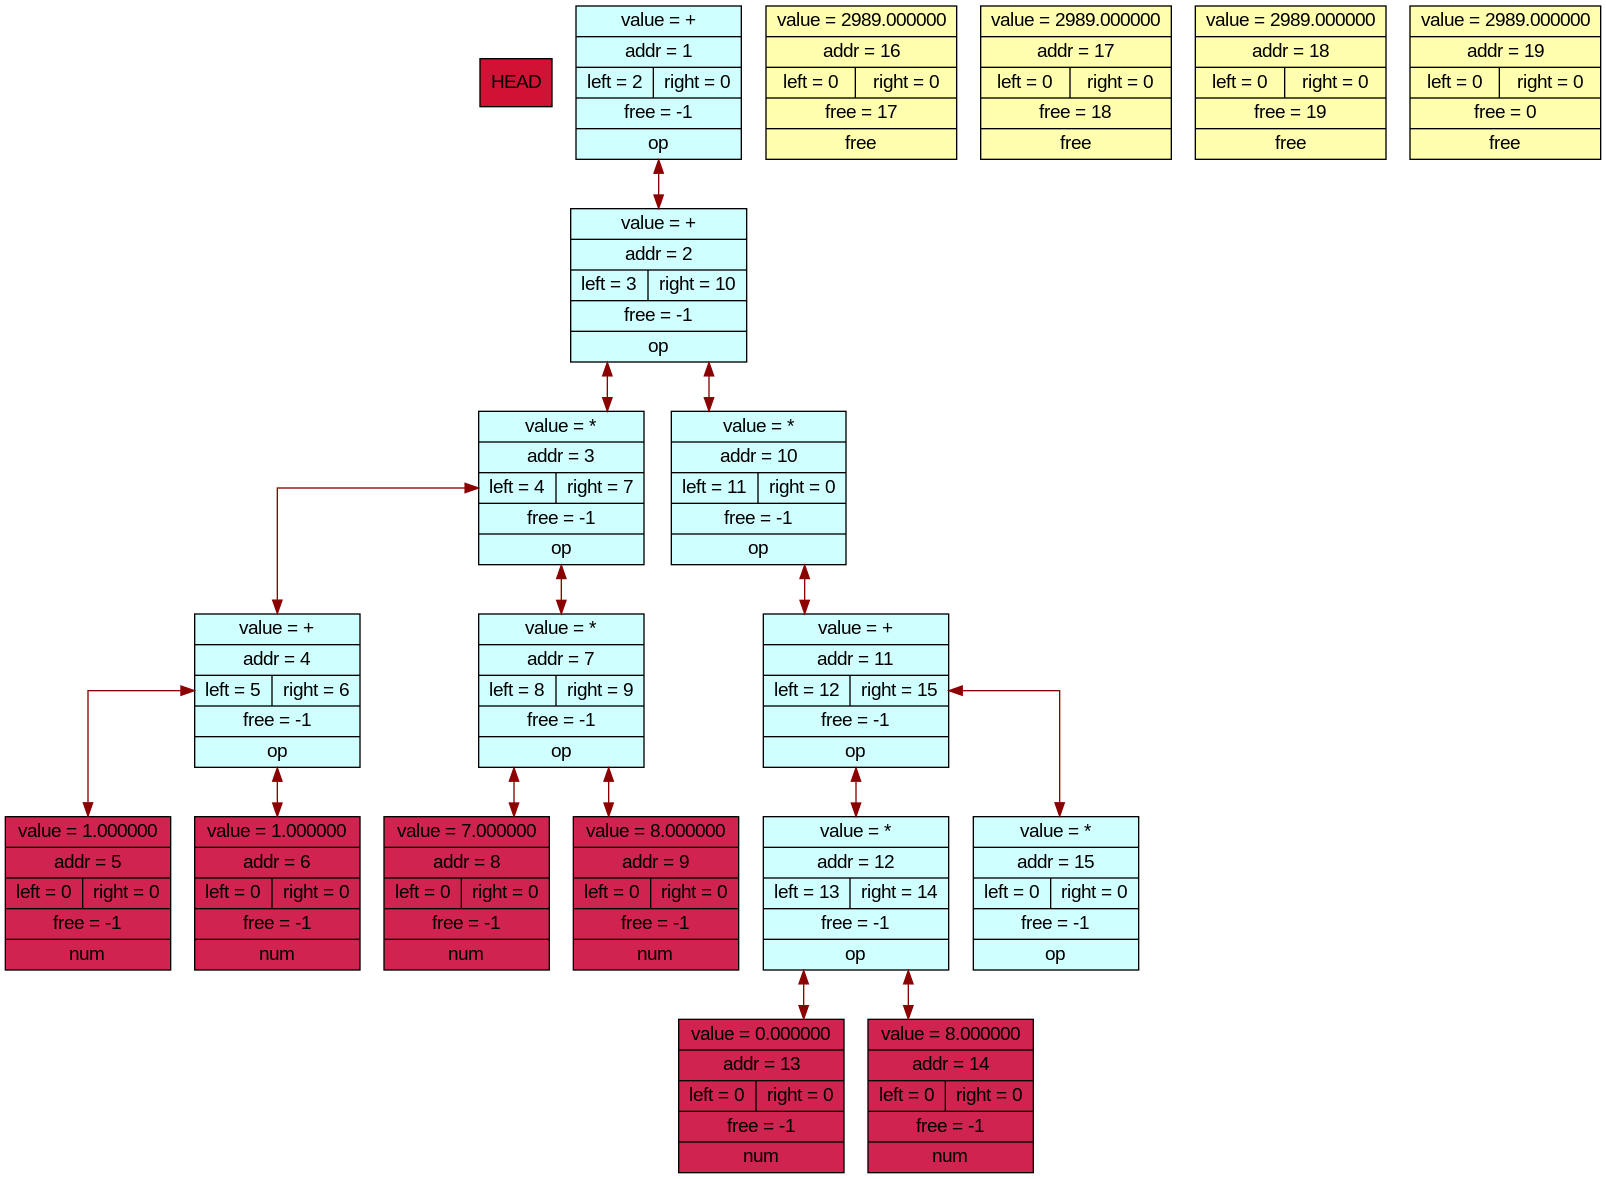 HEAD
value = +
addr = 1
left = 2 right = 0
free = -1
op
value = 2989.000000
addr = 16
left = 0 right = 0
free = 17
free
value = 2989.000000
addr = 17
left = 0 right = 0
free = 18
free
value = 2989.000000
addr = 18
left = 0 right = 0
free = 19
free
value = 2989.000000
addr = 19
left = 0 right = 0
free = 0
free
value = +
addr = 2
left = 3 right = 10
free = -1
op
value = *
addr = 3
left = 4 right = 7
free = -1
op
value = *
addr = 10
left = 11 right = 0
free = -1
op
value = +
addr = 4
left = 5 right = 6
free = -1
op
value = *
addr = 7
left = 8 right = 9
free = -1
op
value = +
addr = 11
left = 12 right = 15
free = -1
op
value = 1.000000
addr = 5
left = 0 right = 0
free = -1
num
value = 1.000000
addr = 6
left = 0 right = 0
free = -1
num
value = 7.000000
addr = 8
left = 0 right = 0
free = -1
num
value = 8.000000
addr = 9
left = 0 right = 0
free = -1
num
value = *
addr = 12
left = 13 right = 14
free = -1
op
value = *
addr = 15
left = 0 right = 0
free = -1
op
value = 0.000000
addr = 13
left = 0 right = 0
free = -1
num
value = 8.000000
addr = 14
left = 0 right = 0
free = -1
num